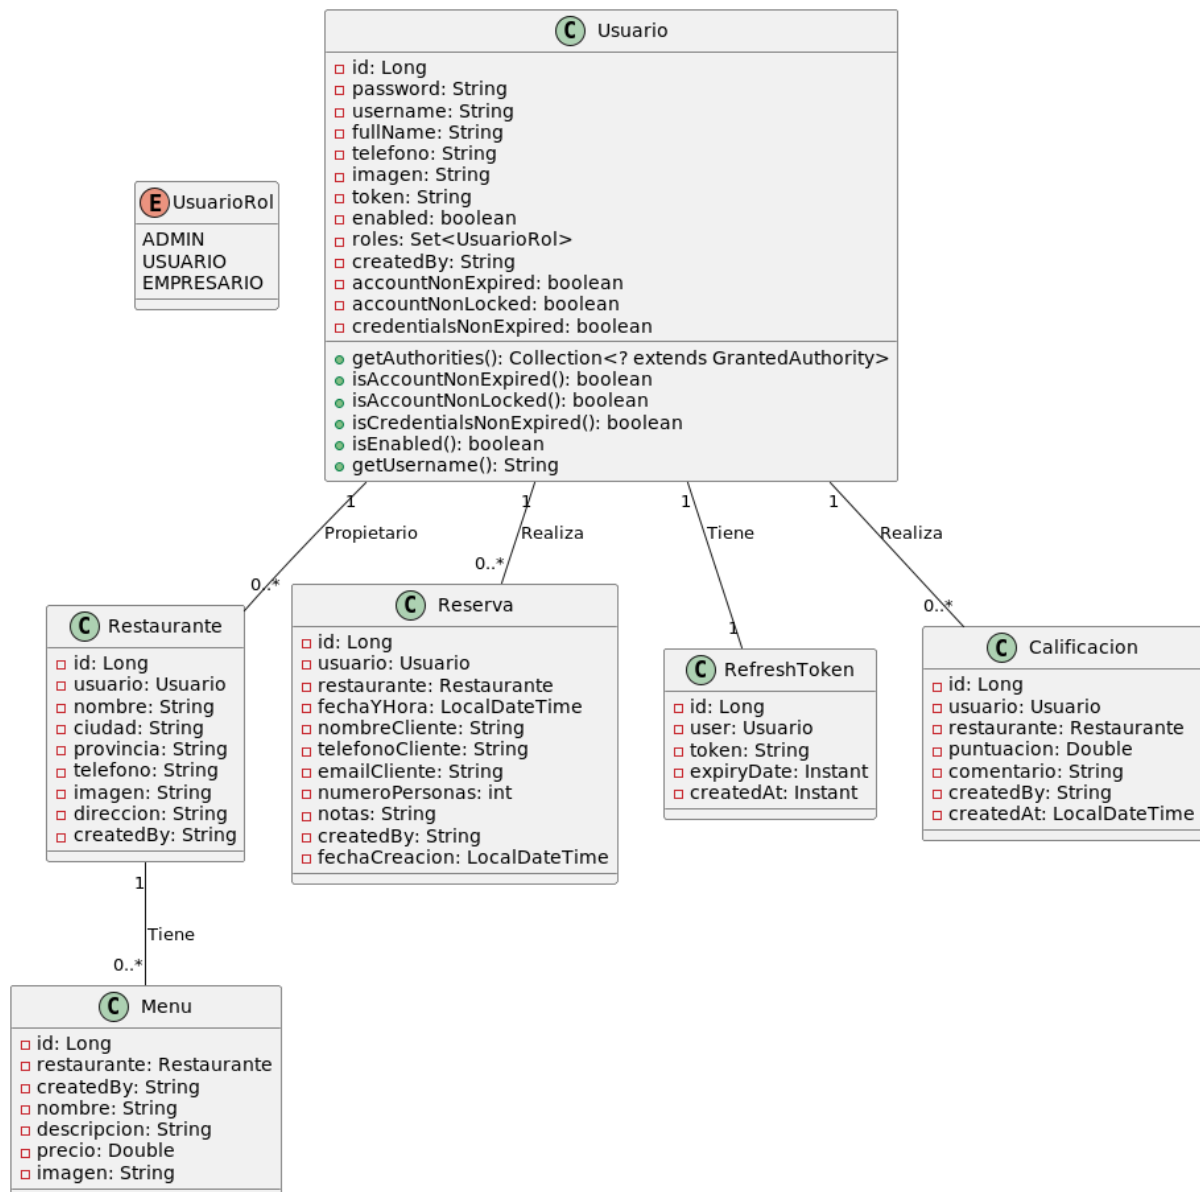 C Usuario
id: Long
password: String
username: String
fullName: String
telefono: String
imagen: String
token: String
enabled: boolean
roles: Set<UsuarioRol>
createdBy: String
accountNonExpired: boolean
accountNonLocked: boolean
credentialsNonExpired: boolean
getAuthorities(): Collection<? extends GrantedAuthority>
isAccountNonExpired(): boolean
isAccountNonLocked(): boolean
isCredentialsNonExpired(): boolean
isEnabled(): boolean
getUsername(): String
E UsuarioRol
ADMIN
USUARIO
EMPRESARIO
1
Propietario
0..*
1
Realiza
0..*
1
Tiene
1
1
Realiza
0..*
C Restaurante
id: Long
usuario: Usuario
nombre: String
ciudad: String
provincia: String
telefono: String
imagen: String
direccion: String
createdBy: String
C Reserva
id: Long
usuario: Usuario
restaurante: Restaurante
fechaYHora: LocalDateTime
nombreCliente: String
telefonoCliente: String
emailCliente: String
numeroPersonas: int
notas: String
createdBy: String
fechaCreacion: LocalDateTime
C RefreshToken
id: Long
user: Usuario
token: String
expiryDate: Instant
createdAt: Instant
C Calificacion
id: Long
usuario: Usuario
restaurante: Restaurante
puntuacion: Double
comentario: String
createdBy: String
createdAt: LocalDateTime
1
Tiene
0..*
C Menu
id: Long
restaurante: Restaurante
createdBy: String
nombre: String
descripcion: String
precio: Double
imagen: String